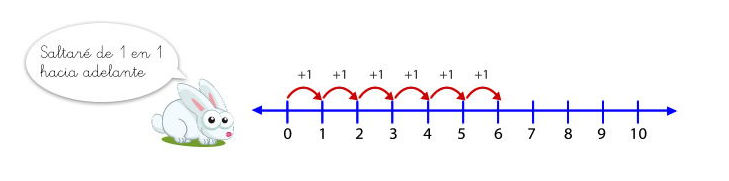 Saltaré de 1 en 1
hacia adelante
+1 +1 +1 +1 +1 +1
0 1 2 3 4 5 6 7 8 9 10